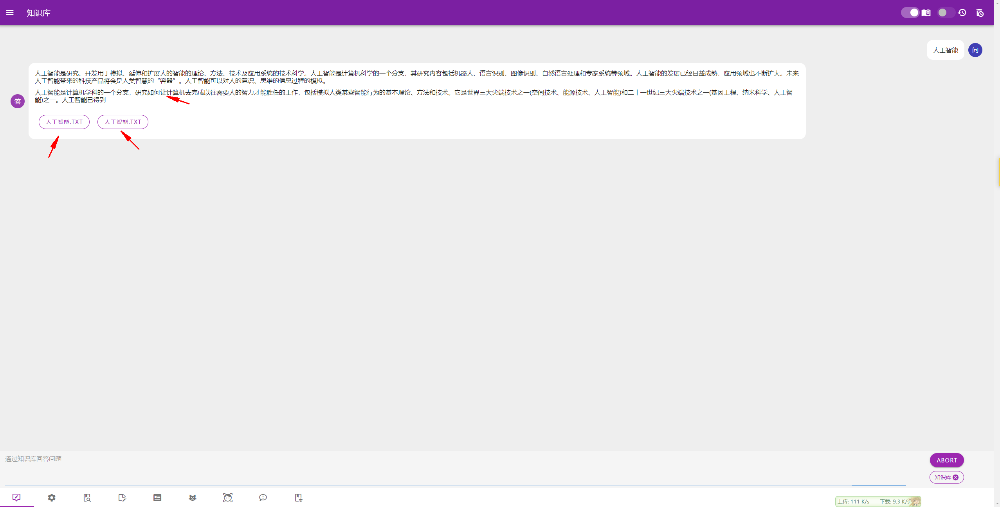 知识库
人工智能
问
人工智能是研究、开发用于模拟、延伸和扩展人的智能的理论、方法、技术及应用系统的技术科学。人工智能是计算机科学的一个分支，其研究内容包括机器人、语言识别、图像识别、自然语言处理和专家系统等领域。人工智能的发展已经日益成熟，应用领域也不断扩大。未来
人工智能带来的科技产品将会是人类智慧的“容器”。人工智能可以对人的意识、思维的信息过程的模拟。
人工智能是计算机学科的一个分支，研究如何让计算机去完成以往需要人的智力才能胜任的工作，包括模拟人类某些智能行为的基本理论、方法和技术。它是世界三大尖端技术之一(空间技术、能源技术、人工智能)和二十一世纪三大尖端技术之一(基因工程、纳米科学、人工智
能)之一。人工智能已得到
答
人工智能.TXT
人工智能.TXT
通过知识库回答问题
ABORT
知识库
上传: 111 K/s 下载: 9.3 K/s